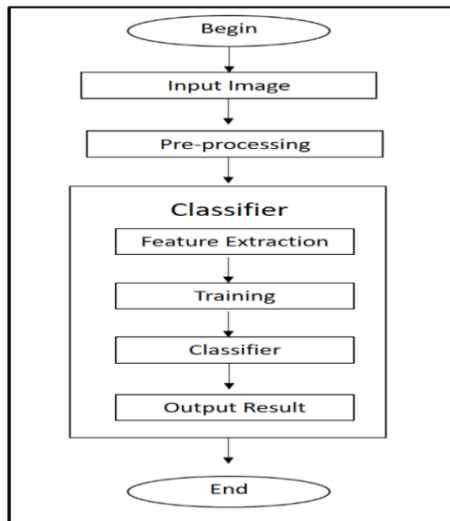 Begin
Input Image
Pre-processing
Classifier
Feature Extraction
Training
Classifier
Output Result
End